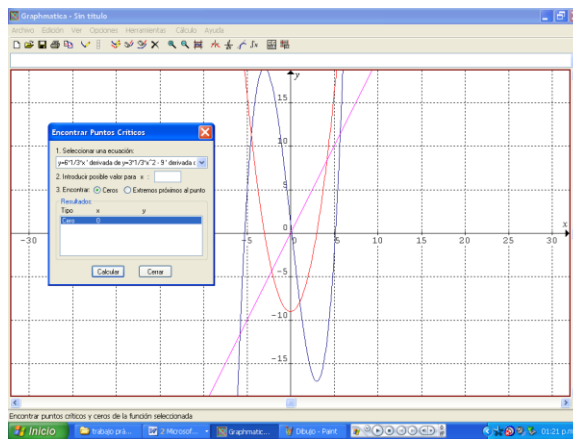 Graphmatica - Sin título
Archivo Edición Ver Opciones Herramientas Cálculo Ayuda
y
15
10
5
0
-5
-10
-15
-30
-5
0
5
10
15
20
25
30
x
Encontrar Puntos Críticos
1. Seleccionar una ecuación:
y=6*1/3*x ' derivada de y=3*1/3*x^2 - 9 ' derivada c
2. Introducir posible valor para x :
3. Encontrar: Ceros Extremos próximos al punto
Resultados:
Tipo x y
Cero 0
Calcular Cerrar
Encontrar puntos críticos y ceros de la función seleccionada
Inicio trabajo prá... 2 Microsof... Graphmatic... Dibujo - Paint 01:21 p.m.